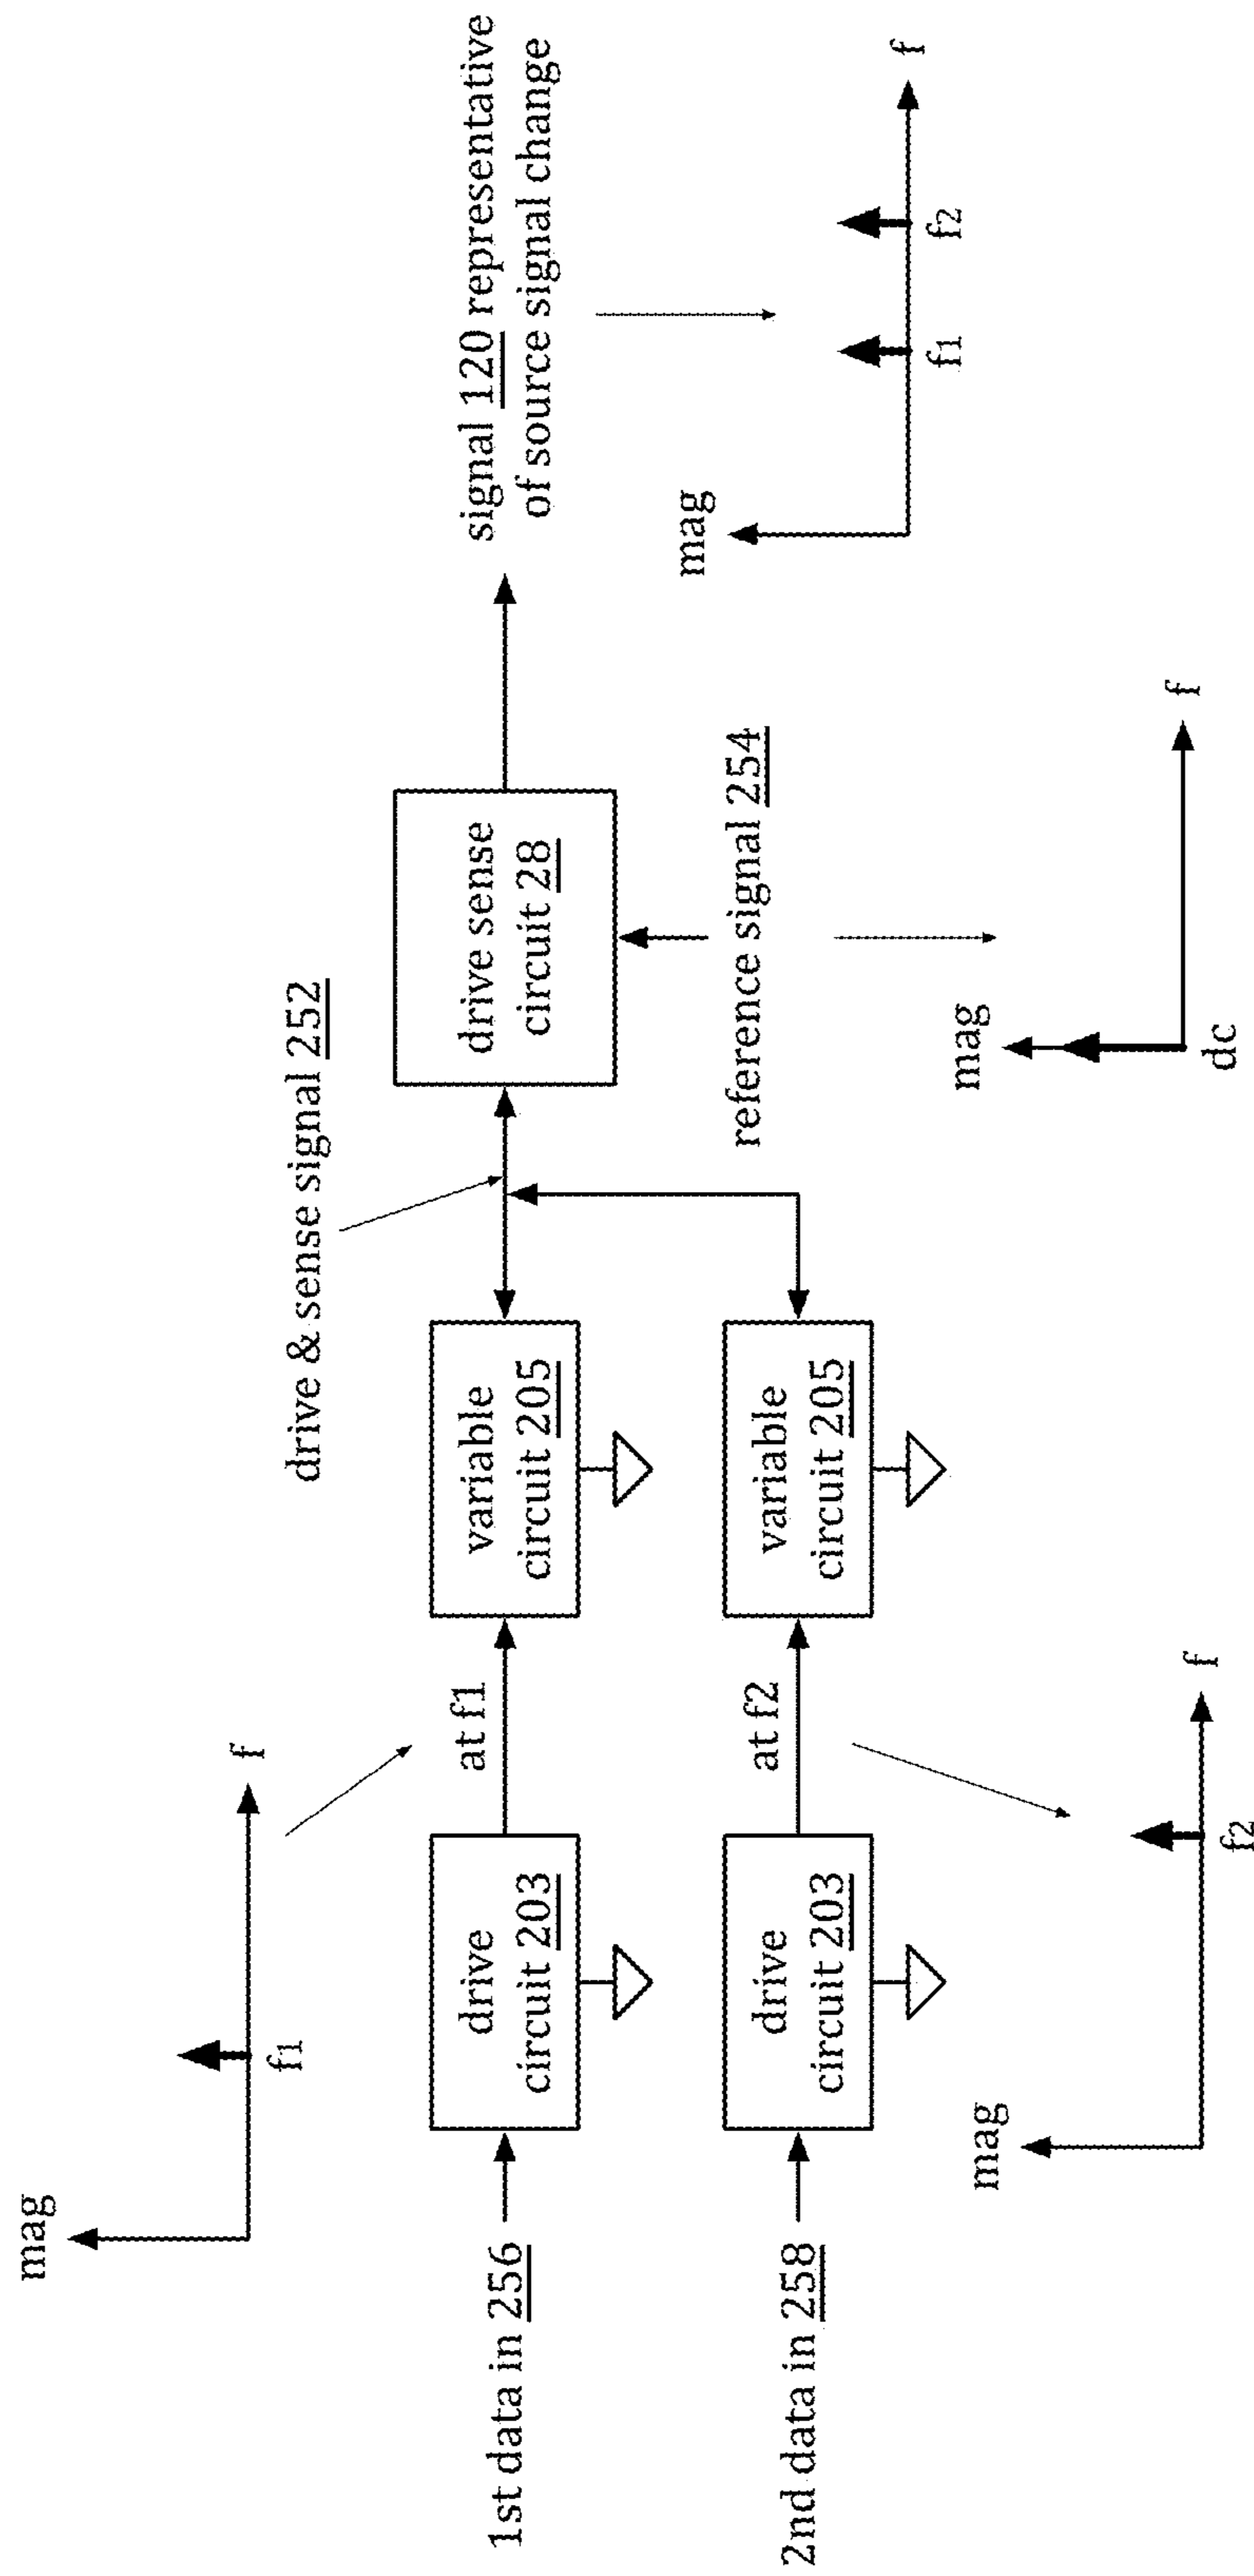 mag
f
f1
drive & sense signal 252
1st data in 256
drive
circuit 203
at f1
variable
circuit 205
drive sense
circuit 28
signal 120 representative
of source signal change
2nd data in 258
drive
circuit 203
at f2
variable
circuit 205
reference signal 254
mag
f1
f2
f
mag
f2
f
mag
dc
f